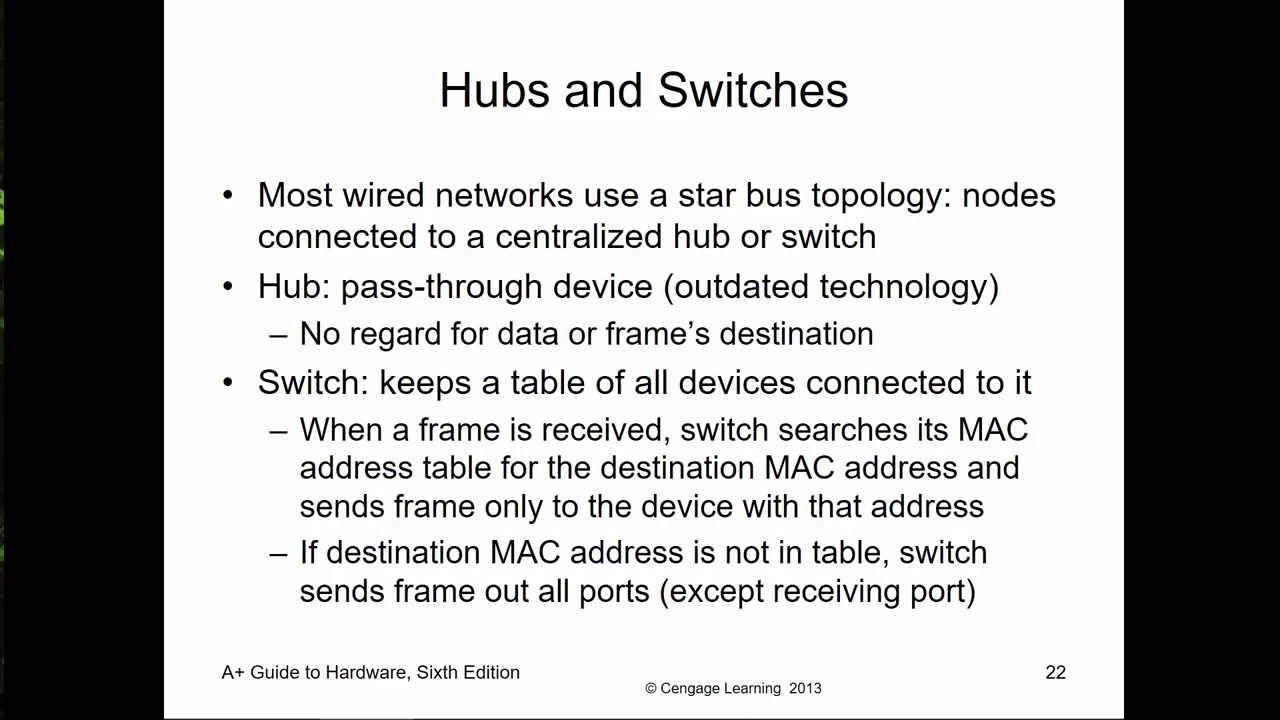 Hubs and Switches
• Most wired networks use a star bus topology: nodes
connected to a centralized hub or switch
• Hub: pass-through device (outdated technology)
– No regard for data or frame’s destination
• Switch: keeps a table of all devices connected to it
– When a frame is received, switch searches its MAC
address table for the destination MAC address and
sends frame only to the device with that address
– If destination MAC address is not in table, switch
sends frame out all ports (except receiving port)
A+ Guide to Hardware, Sixth Edition
© Cengage Learning 2013
22